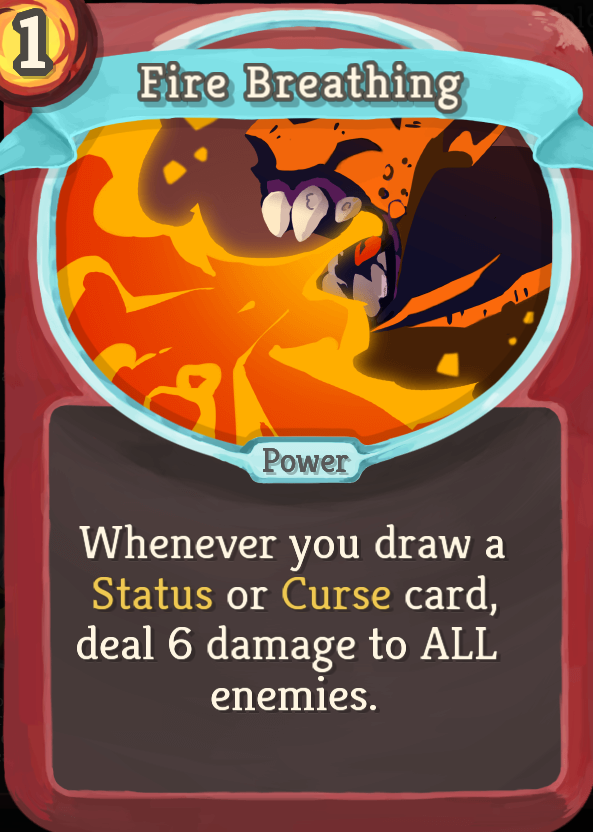 1
Fire Breathing
Power
Whenever you draw a
Status or Curse card,
deal 6 damage to ALL
enemies.